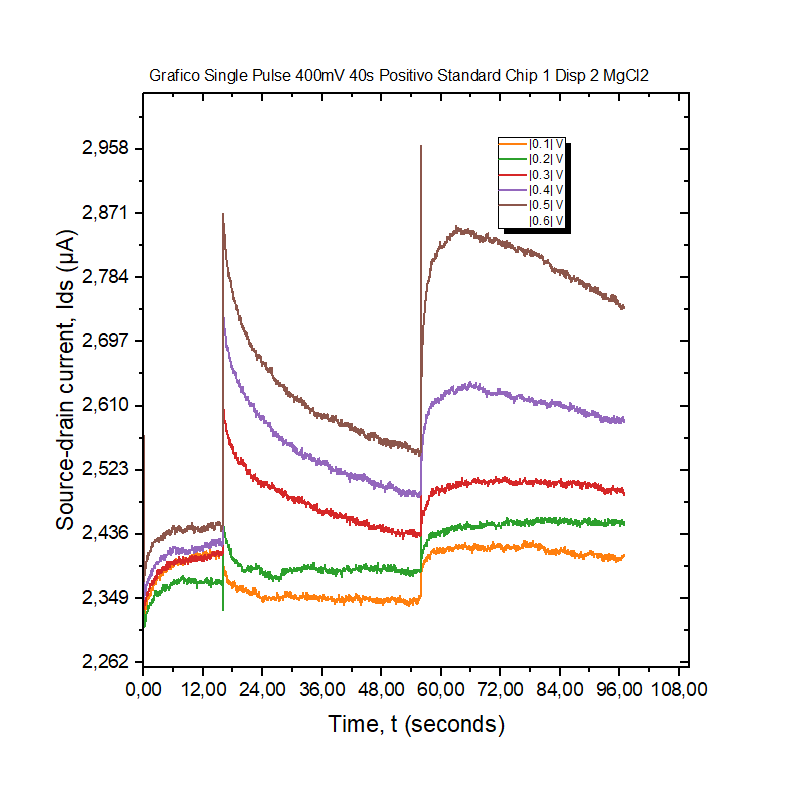 Grafico Single Pulse 400mV 40s Positivo Standard Chip 1 Disp 2 MgCl2
|0.1| V
|0.2| V
|0.3| V
|0.4| V
|0.5| V
|0.6| V
2,958
2,871
2,784
2,697
2,610
2,523
2,436
2,349
2,262
Source-drain current, Ids (µA)
0,00 12,00 24,00 36,00 48,00 60,00 72,00 84,00 96,00 108,00
Time, t (seconds)